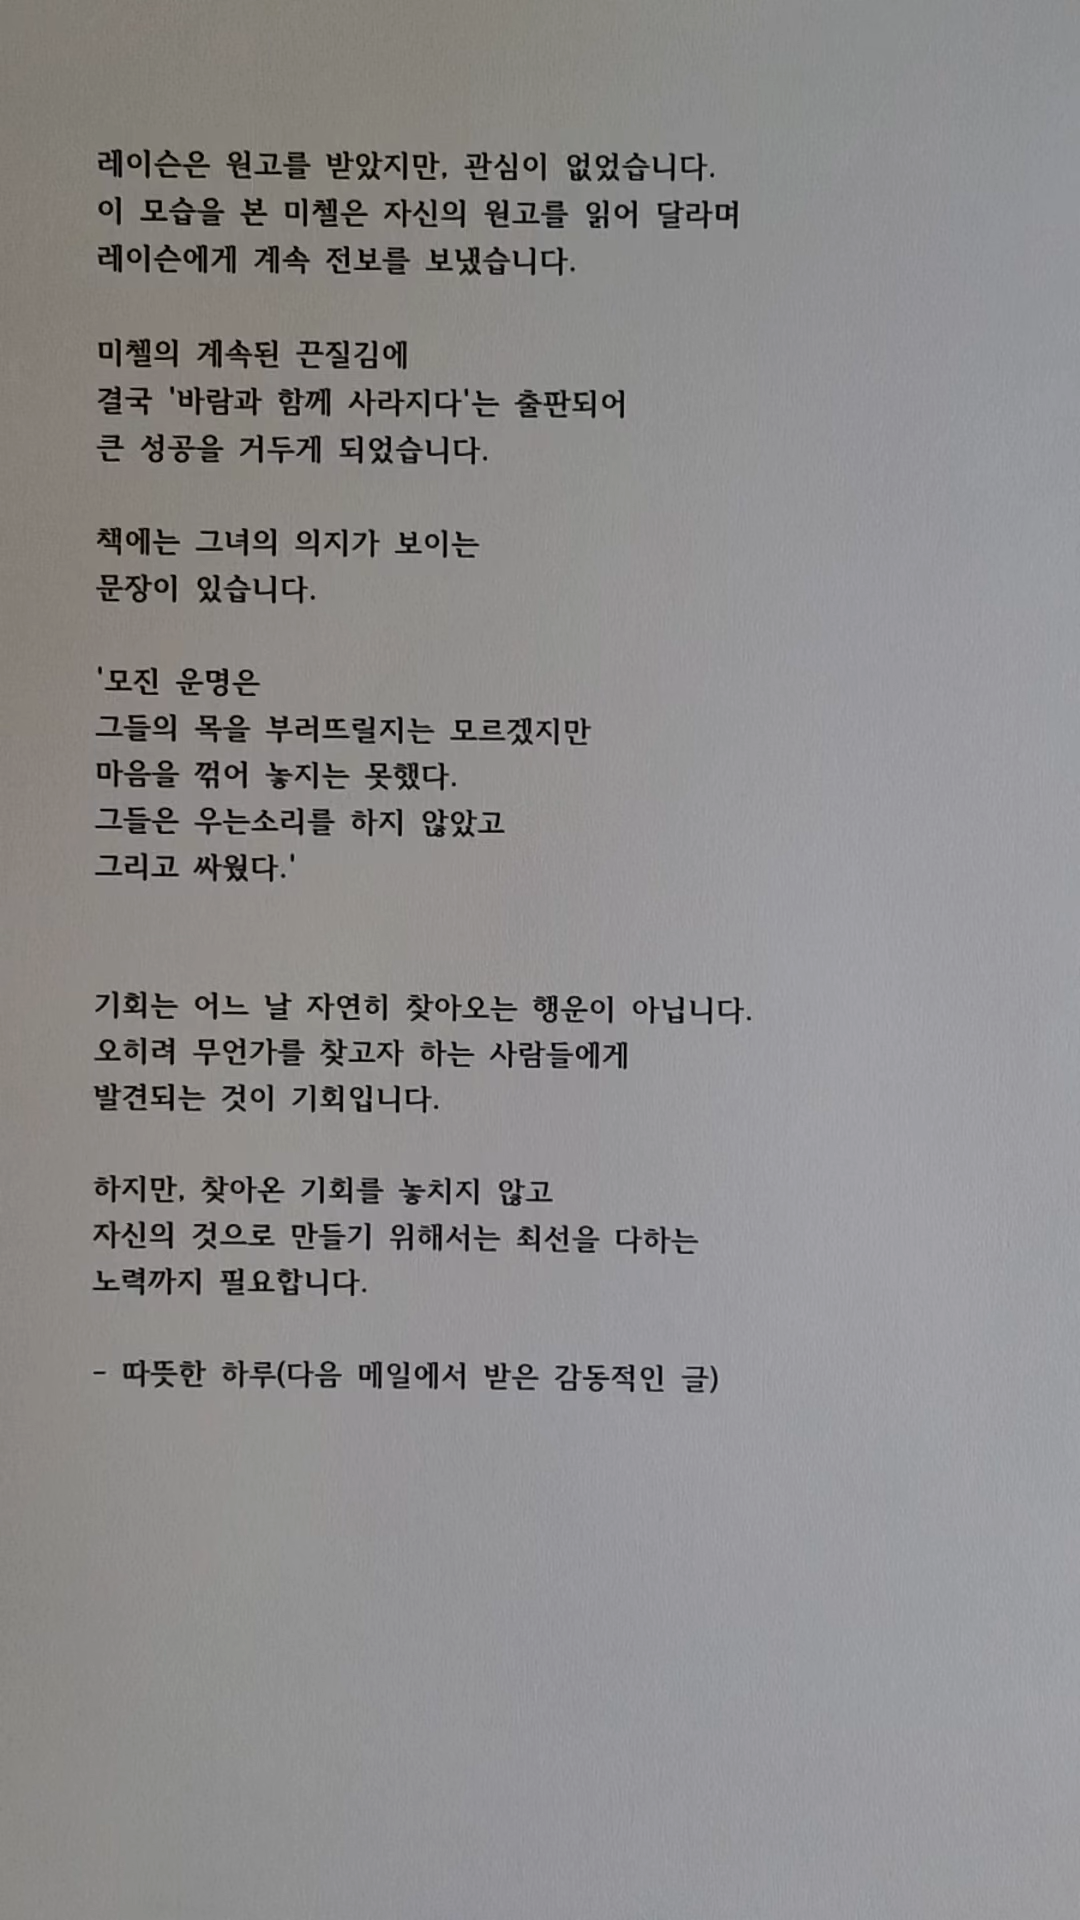 레이슨은 원고를 받았지만, 관심이 없었습니다.
이 모습을 본 미첼은 자신의 원고를 읽어 달라며
레이슨에게 계속 전보를 보냈습니다.
미첼의 계속된 끈질김에
결국 '바람과 함께 사라지다'는 출판되어
큰 성공을 거두게 되었습니다.
책에는 그녀의 의지가 보이는
문장이 있습니다.
'모진 운명은
그들의 목을 부러뜨릴지는 모르겠지만
마음을 꺾어 놓지는 못했다.
그들은 우는소리를 하지 않았고
그리고 싸웠다.'
기회는 어느 날 자연히 찾아오는 행운이 아닙니다.
오히려 무언가를 찾고자 하는 사람들에게
발견되는 것이 기회입니다.
하지만, 찾아온 기회를 놓치지 않고
자신의 것으로 만들기 위해서는 최선을 다하는
노력까지 필요합니다.
- 따뜻한 하루(다음 메일에서 받은 감동적인 글)